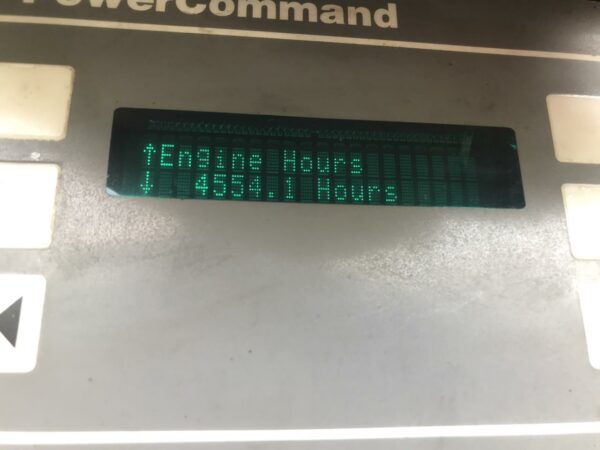 PowerCommand
↑Engine Hours
↓ 4554.1 Hours